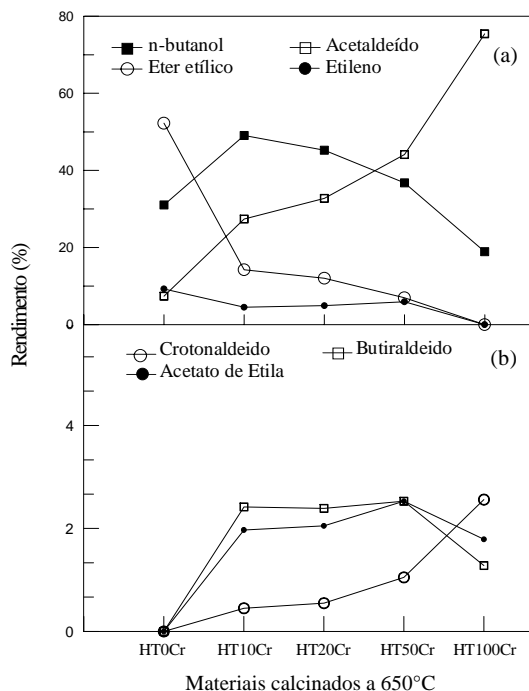 80
60
40
20
0
n-butanol
Acetaldeído
Eter etílico
Etileno
(a)
Rendimento (%)
Crotonaldeido
Butiraldeido
Acetato de Etila
(b)
4
2
0
HT0Cr HT10Cr HT20Cr HT50Cr HT100Cr
Materiais calcinados a 650°C